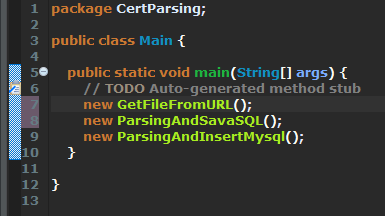 1 package CertParsing;
2
3 public class Main {
4
5 public static void main(String[] args) {
6 // TODO Auto-generated method stub
7 new GetFileFromURL();
8 new ParsingAndSavaSQL();
9 new ParsingAndInsertMysql();
10 }
11
12 }
13